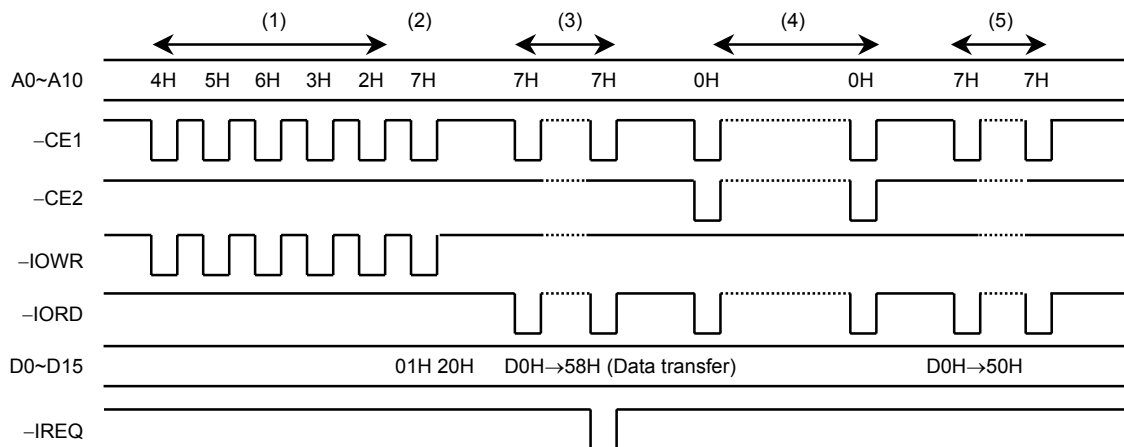 (1) (2) (3) (4) (5)
A0~A10 4H 5H 6H 3H 2H 7H 7H 7H 0H 0H 7H 7H
–CE1
–CE2
–IOWR
–IORD
D0~D15 01H 20H D0H→58H (Data transfer) D0H→50H
–IREQ